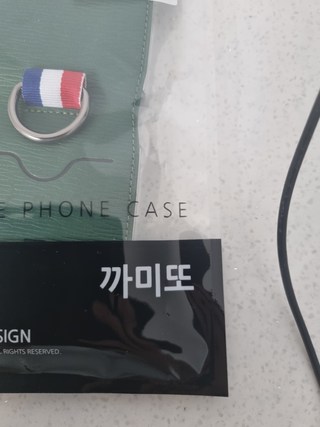 E PHONE CASE
까미또
SIGN
RIGHTS RESERVED.